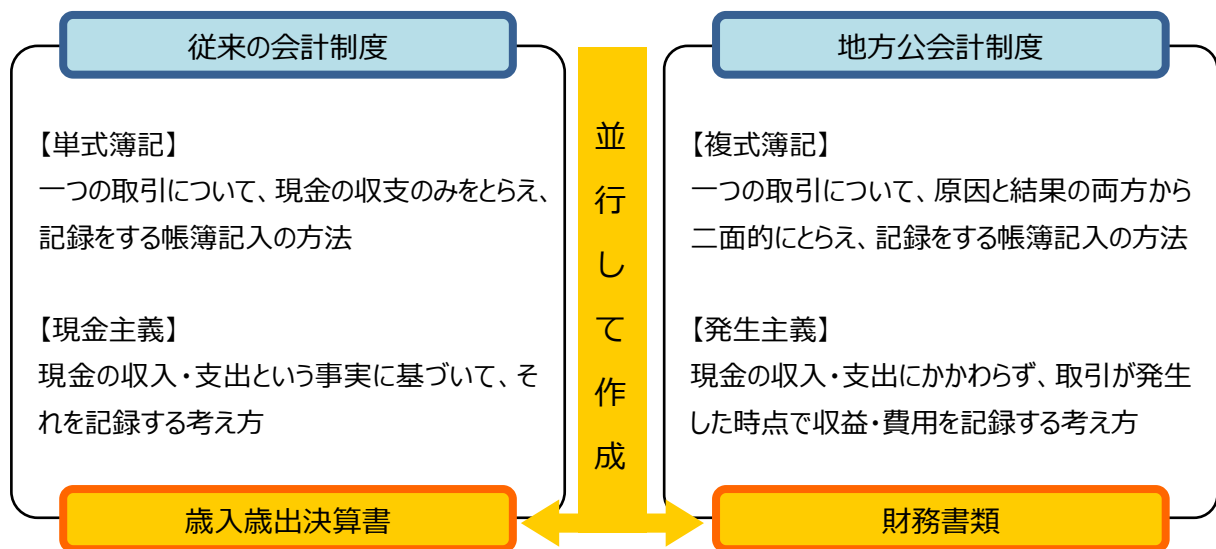 従来の会計制度
【単式簿記】
一つの取引について、現金の収支のみをとらえ、
記録をする帳簿記入の方法
【現金主義】
現金の収入・支出という事実に基づいて、そ
れを記録する考え方
歳入歳出決算書
並行して作成
地方公会計制度
【複式簿記】
一つの取引について、原因と結果の両方から
二面的にとらえ、記録をする帳簿記入の方法
【発生主義】
現金の収入・支出にかかわらず、取引が発生
した時点で収益・費用を記録する考え方
財務書類